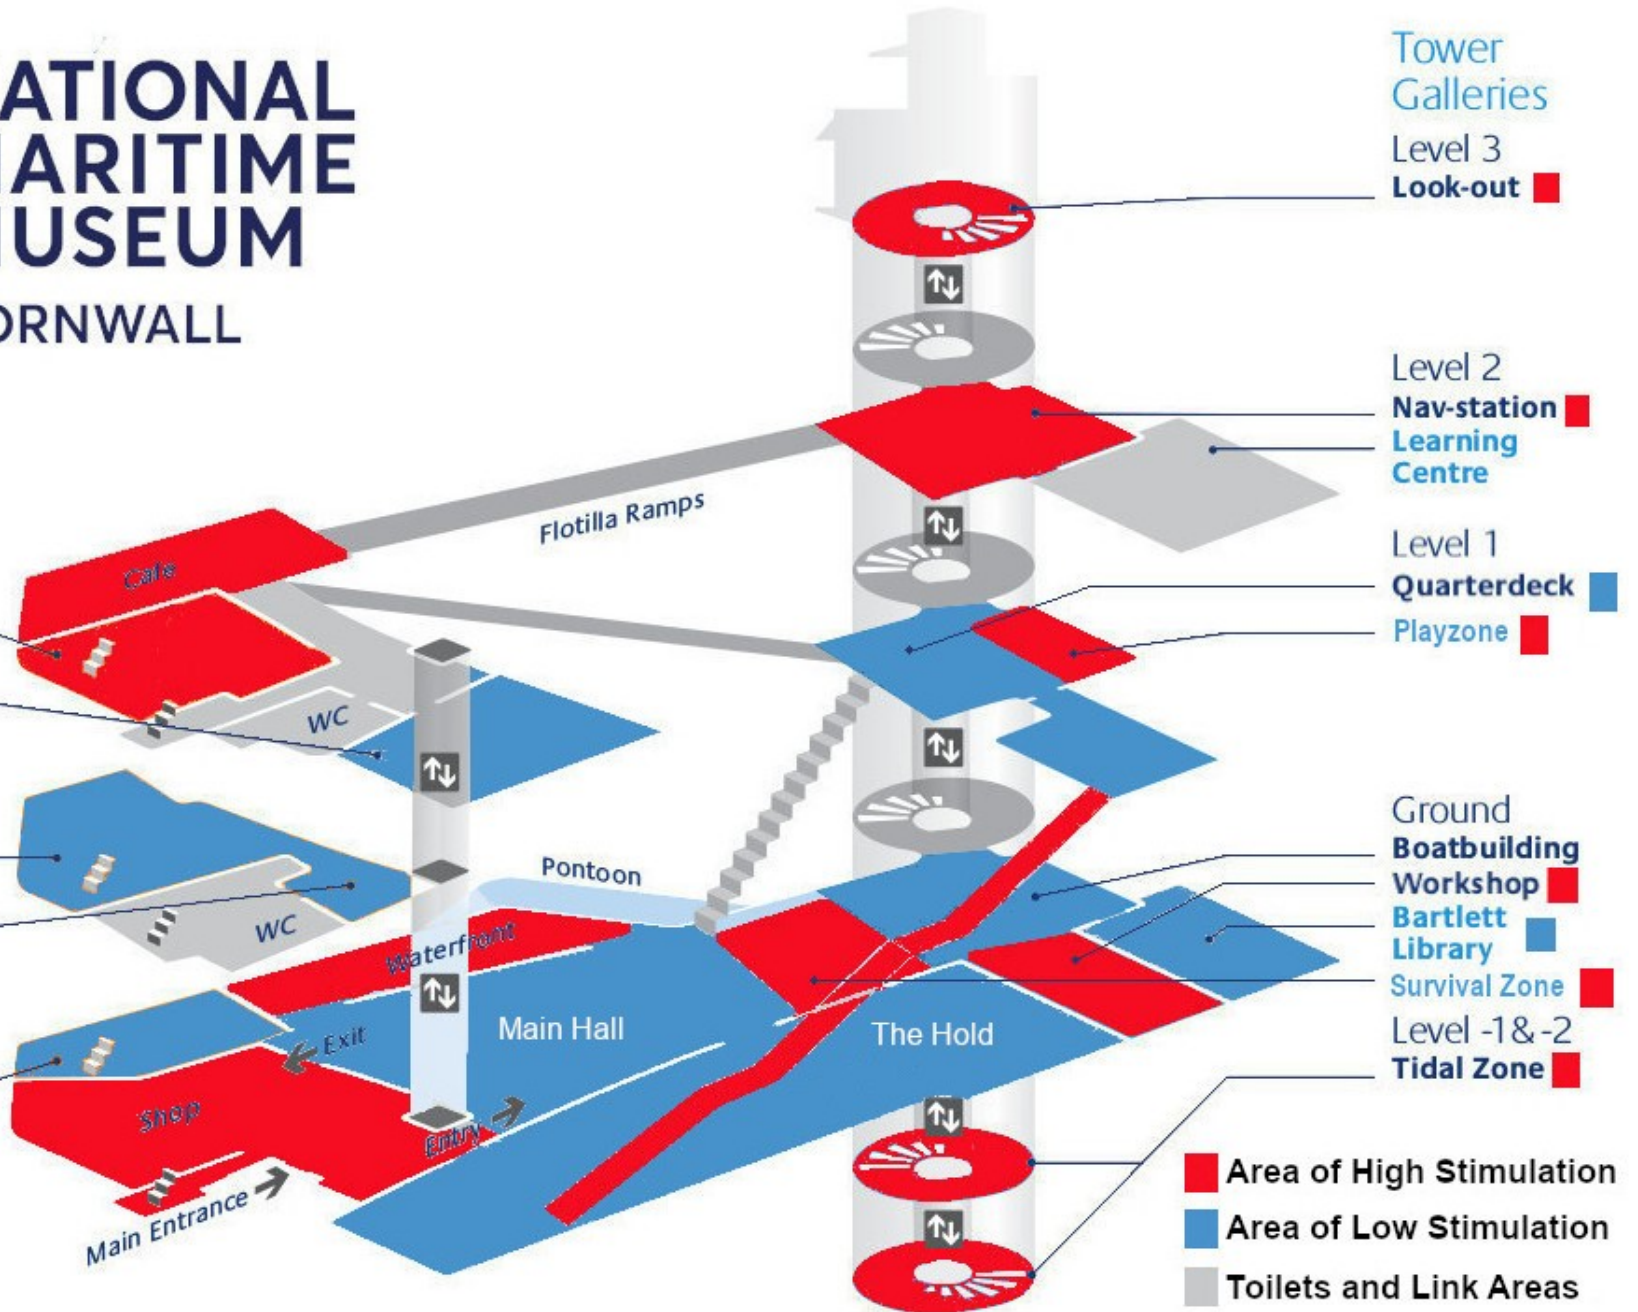 ATIONAL
ARITIME
USEUM
ORNWALL
Tower
Galleries
Level 3
Look-out
Level 2
Nav-station
Learning
Centre
Level 1
Quarterdeck
Playzone
Ground
Boatbuilding
Workshop
Bartlett
Library
Survival Zone
Level -1& -2
Tidal Zone
Flotilla Ramps
Cafe
WC
WC
Pontoon
Waterfront
Main Hall
The Hold
Exit
Shop
Entry
Main Entrance
Area of High Stimulation
Area of Low Stimulation
Toilets and Link Areas